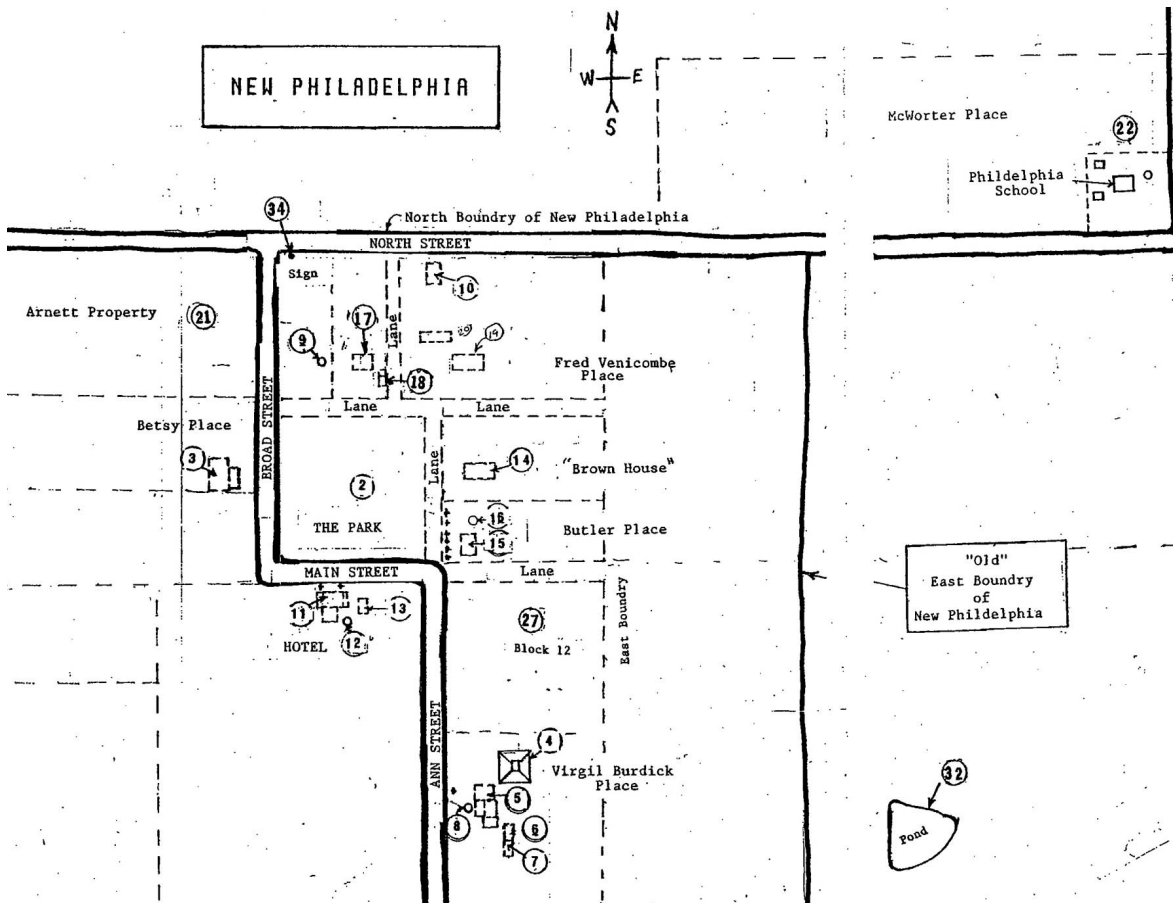 NEW PHILADELPHIA
N
W E
S
McWorter Place
22
Phildelphia
School
34
North Boundry of New Philadelphia
NORTH STREET
Sign
10
Arnett Property
21
17
Lane
9
19
18
Fred Venicombe
Place
Lane
Lane
Betsy Place
BROAD STREET
3
Lane
14
"Brown House"
2
THE PARK
16
15
Butler Place
MAIN STREET
Lane
"Old"
East Boundry
of
New Phildelphia
11
13
12
HOTEL
27
Block 12
East Boundry
ANN STREET
4
Virgil Burdick
Place
5
8
6
7
32
Pond